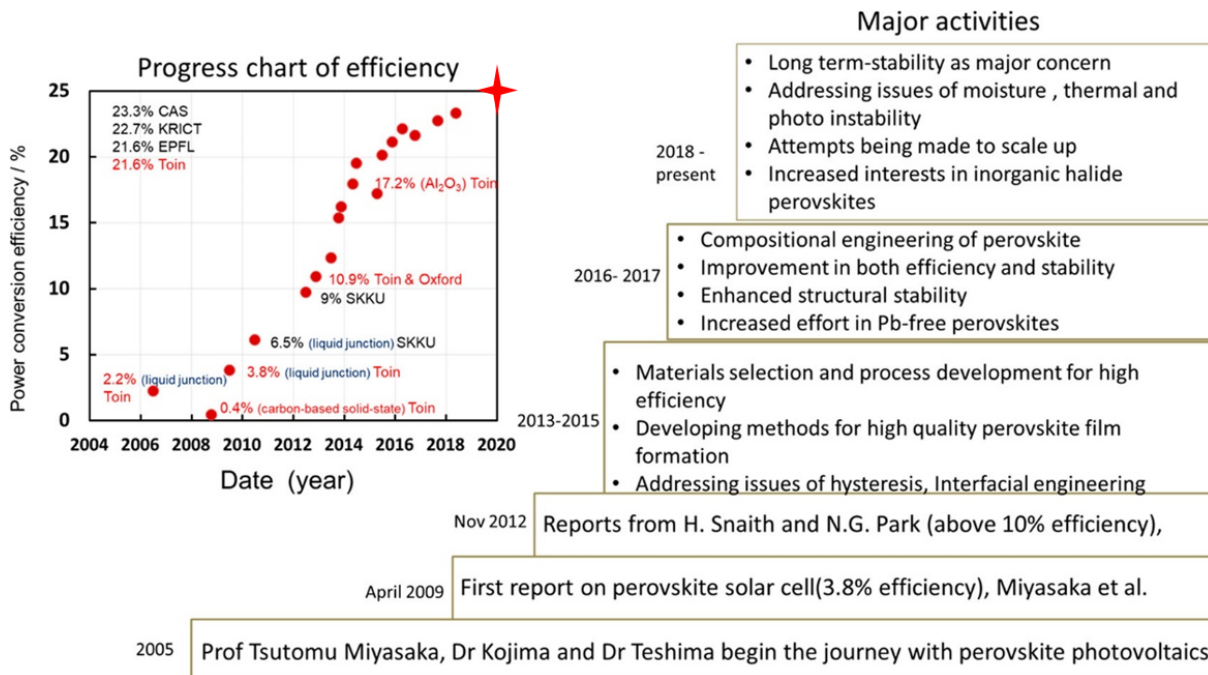 Progress chart of efficiency
25
20
15
10
5
0
Power conversion efficiency / %
23.3% CAS
22.7% KRICT
21.6% EPFL
21.6% Toin
17.2% (Al₂O₃) Toin
10.9% Toin & Oxford
9% SKKU
6.5% (liquid junction) SKKU
2.2% (liquid junction)
Toin
3.8% (liquid junction) Toin
0.4% (carbon-based solid-state) Toin
2004 2006 2008 2010 2012 2014 2016 2018 2020
Date (year)
Major activities
2018 -
present
• Long term-stability as major concern
• Addressing issues of moisture , thermal and
photo instability
• Attempts being made to scale up
• Increased interests in inorganic halide
perovskites
2016- 2017
• Compositional engineering of perovskite
• Improvement in both efficiency and stability
• Enhanced structural stability
• Increased effort in Pb-free perovskites
2013-2015
• Materials selection and process development for high
efficiency
• Developing methods for high quality perovskite film
formation
• Addressing issues of hysteresis, Interfacial engineering
Nov 2012
Reports from H. Snaith and N.G. Park (above 10% efficiency),
April 2009
First report on perovskite solar cell(3.8% efficiency), Miyasaka et al.
2005
Prof Tsutomu Miyasaka, Dr Kojima and Dr Teshima begin the journey with perovskite photovoltaics